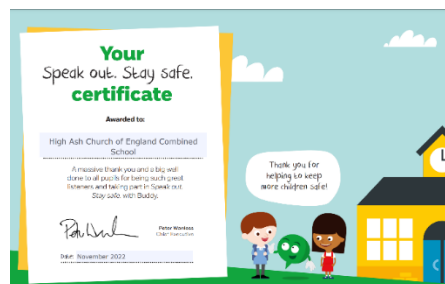 Your
Speak out. Stay safe.
certificate
Awarded to:
High Ash Church of England Combined
School
A massive thank you and a big well
done to all pupils for being such great
listeners and taking part in Speak out.
Stay safe. with Buddy.
Peter Wanless
Chief Executive
Date: November 2022
Thank you for
helping to keep
more children safe!
L